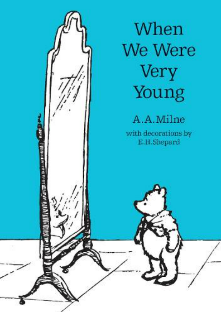 When
We Were
Very
Young
A.A.Milne
with decorations by
E.H.Shepard